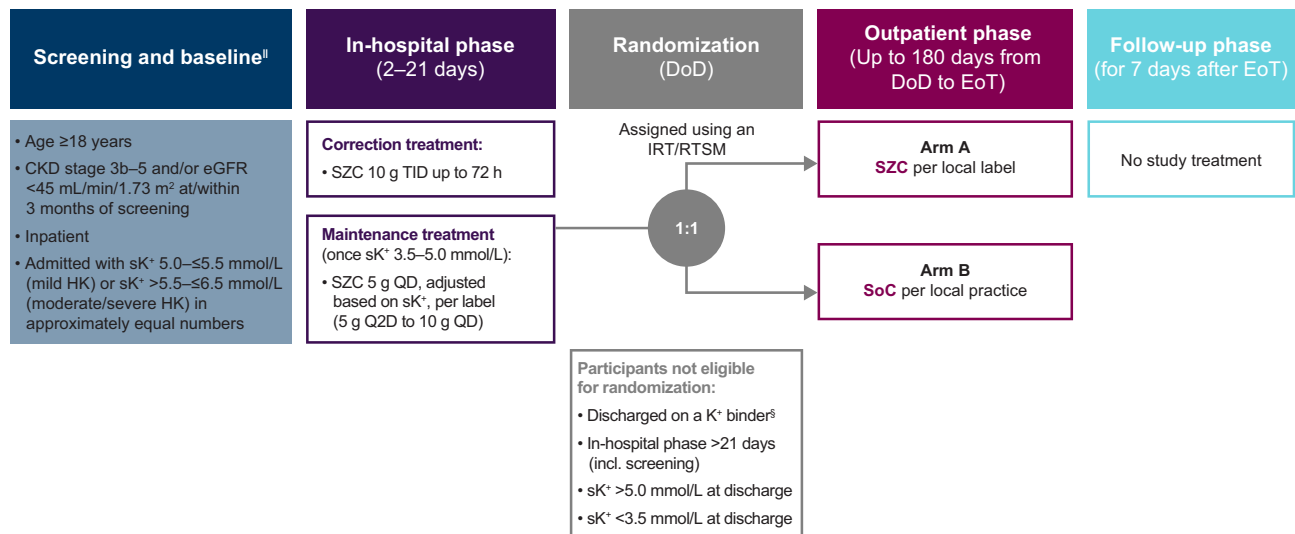 Screening and baseline||
In-hospital phase
(2–21 days)
Randomization
(DoD)
Outpatient phase
(Up to 180 days from
DoD to EoT)
Follow-up phase
(for 7 days after EoT)
• Age ≥18 years
• CKD stage 3b–5 and/or eGFR
<45 mL/min/1.73 m² at/within
3 months of screening
• Inpatient
• Admitted with sK⁺ 5.0–≤5.5 mmol/L
(mild HK) or sK⁺ >5.5–≤6.5 mmol/L
(moderate/severe HK) in
approximately equal numbers
Correction treatment:
• SZC 10 g TID up to 72 h
Maintenance treatment
(once sK⁺ 3.5–5.0 mmol/L):
• SZC 5 g QD, adjusted
based on sK⁺, per label
(5 g Q2D to 10 g QD)
Assigned using an
IRT/RTSM
1:1
Participants not eligible
for randomization:
• Discharged on a K⁺ binder§
• In-hospital phase >21 days
(incl. screening)
• sK⁺ >5.0 mmol/L at discharge
• sK⁺ <3.5 mmol/L at discharge
Arm A
SZC per local label
Arm B
SoC per local practice
No study treatment